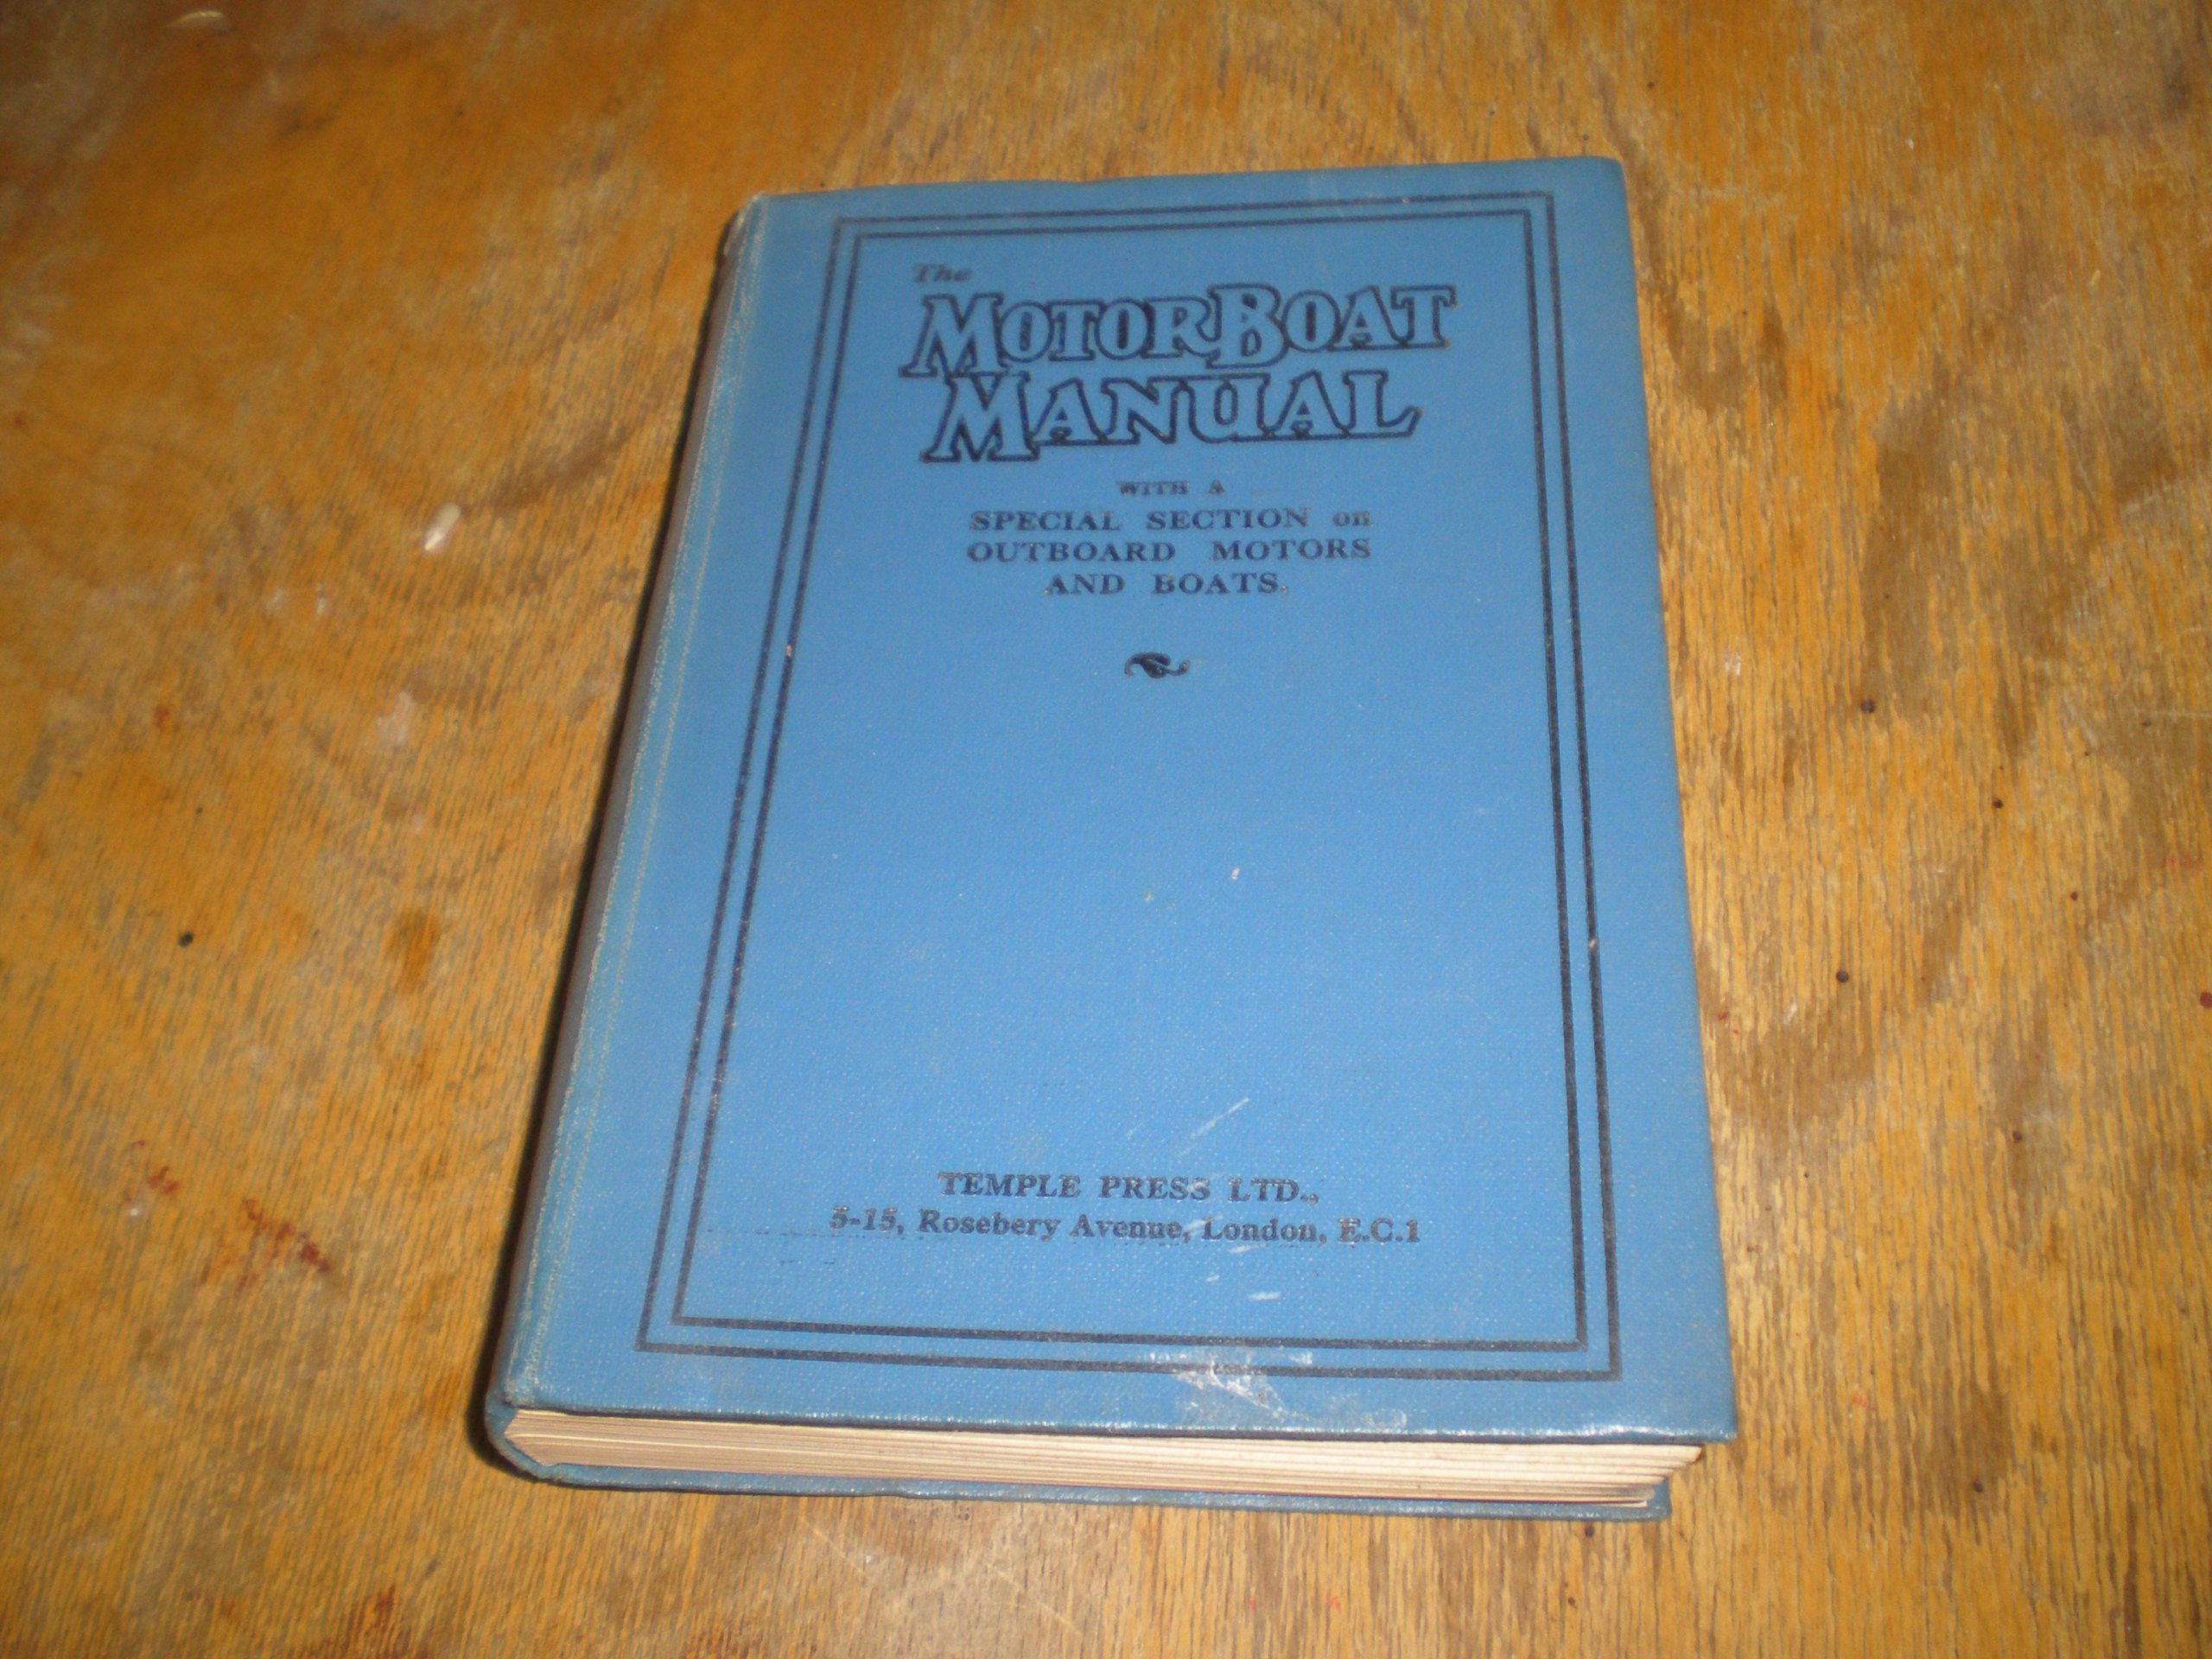 The
MOTOR BOAT
MANUAL
WITH A
SPECIAL SECTION on
OUTBOARD MOTORS
AND BOATS.
TEMPLE PRESS LTD.,
5-15, Rosebery Avenue, London, E.C.1